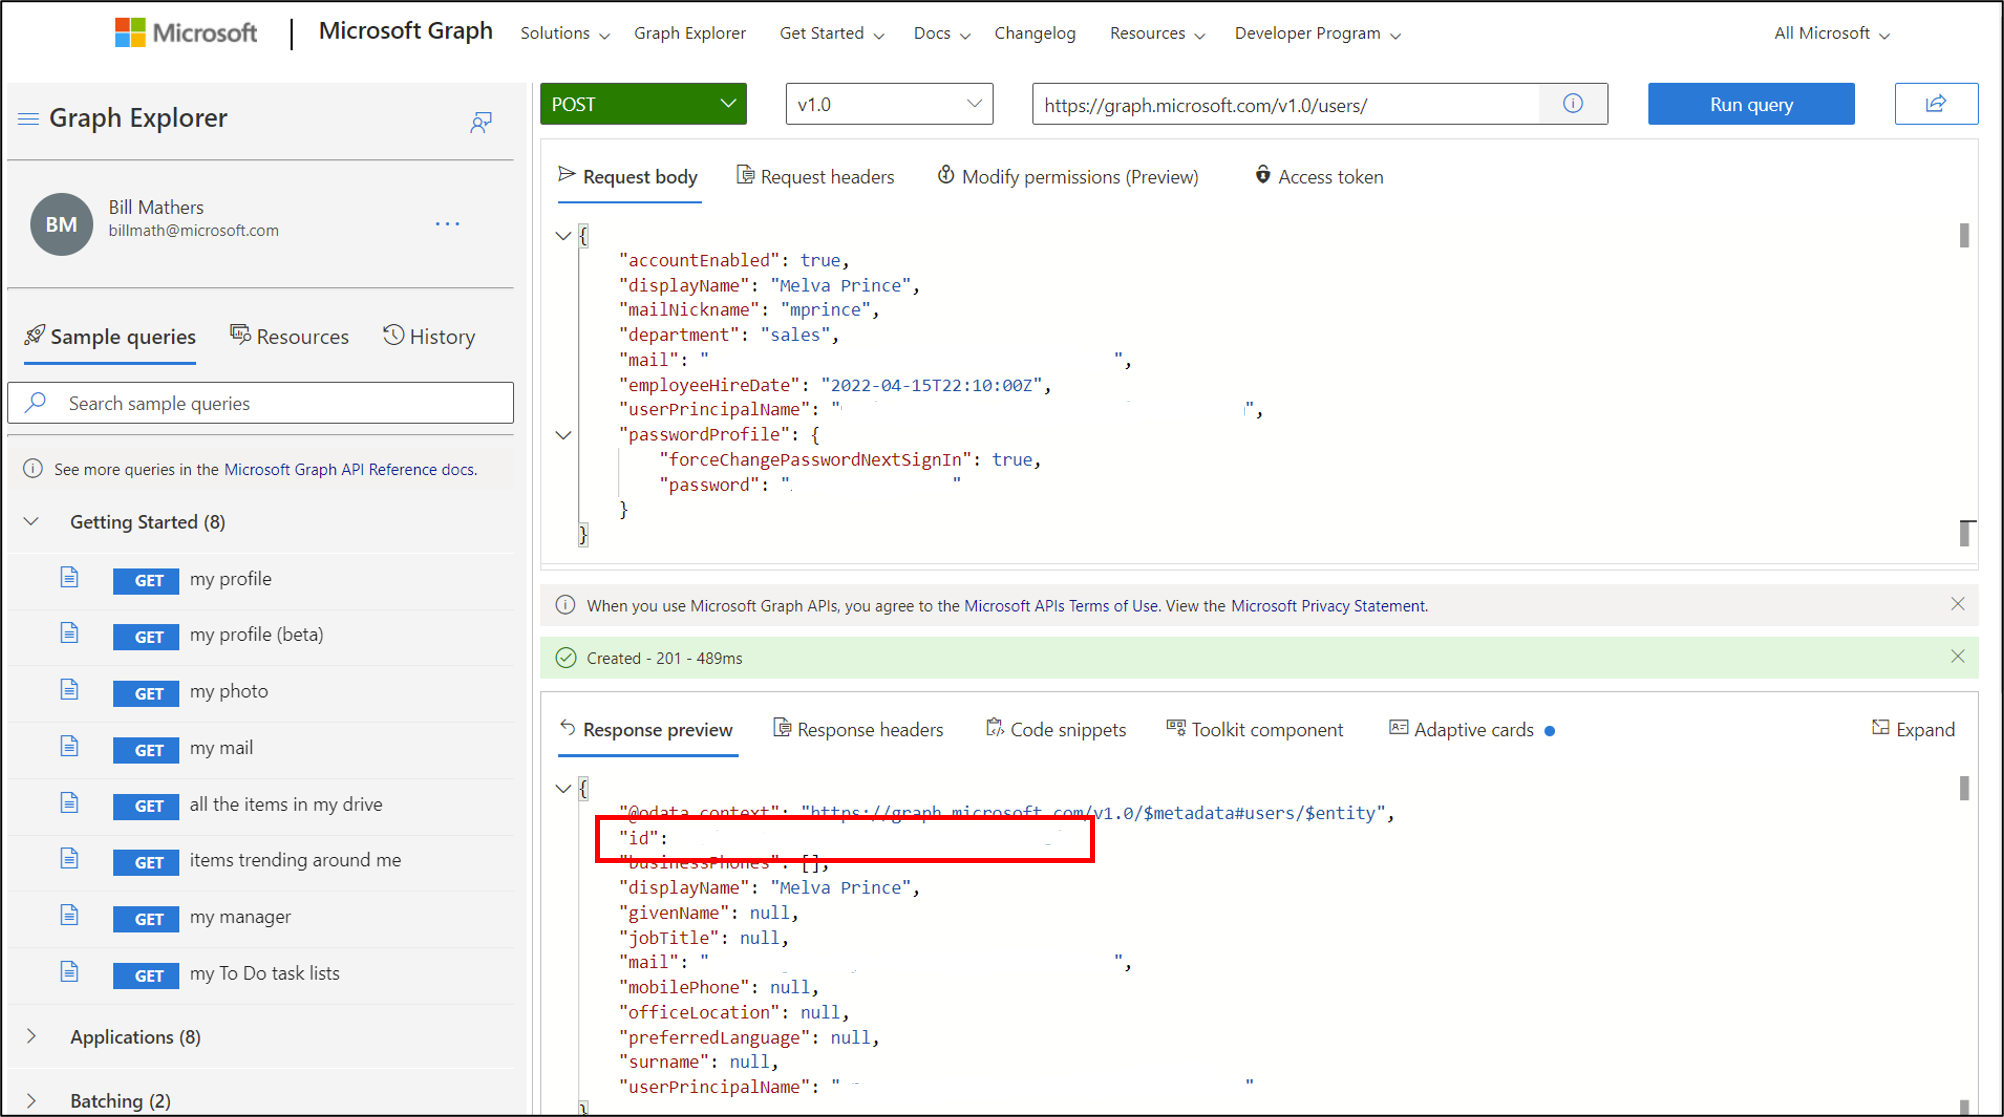 Microsoft | Microsoft Graph Solutions Graph Explorer Get Started Docs Changelog Resources Developer Program All Microsoft
Graph Explorer
BM
Bill Mathers
billmath@microsoft.com
...
Sample queries Resources History
Search sample queries
See more queries in the Microsoft Graph API Reference docs.
Getting Started (8)
GET my profile
GET my profile (beta)
GET my photo
GET my mail
GET all the items in my drive
GET items trending around me
GET my manager
GET my To Do task lists
Applications (8)
Batching (2)
POST v1.0 https://graph.microsoft.com/v1.0/users/ Run query
Request body Request headers Modify permissions (Preview) Access token
{
"accountEnabled": true,
"displayName": "Melva Prince",
"mailNickname": "mprince",
"department": "sales",
"mail": " ",
"employeeHireDate": "2022-04-15T22:10:00Z",
"userPrincipalName": " ",
"passwordProfile": {
"forceChangePasswordNextSignIn": true,
"password": " "
}
}
When you use Microsoft Graph APIs, you agree to the Microsoft APIs Terms of Use. View the Microsoft Privacy Statement.
Created - 201 - 489ms
Response preview Response headers Code snippets Toolkit component Adaptive cards Expand
{
"@odata.context": "https://graph.microsoft.com/v1.0/$metadata#users/$entity",
"id":
"businessPhones": [],
"displayName": "Melva Prince",
"givenName": null,
"jobTitle": null,
"mail": " ",
"mobilePhone": null,
"officeLocation": null,
"preferredLanguage": null,
"surname": null,
"userPrincipalName": " "
}